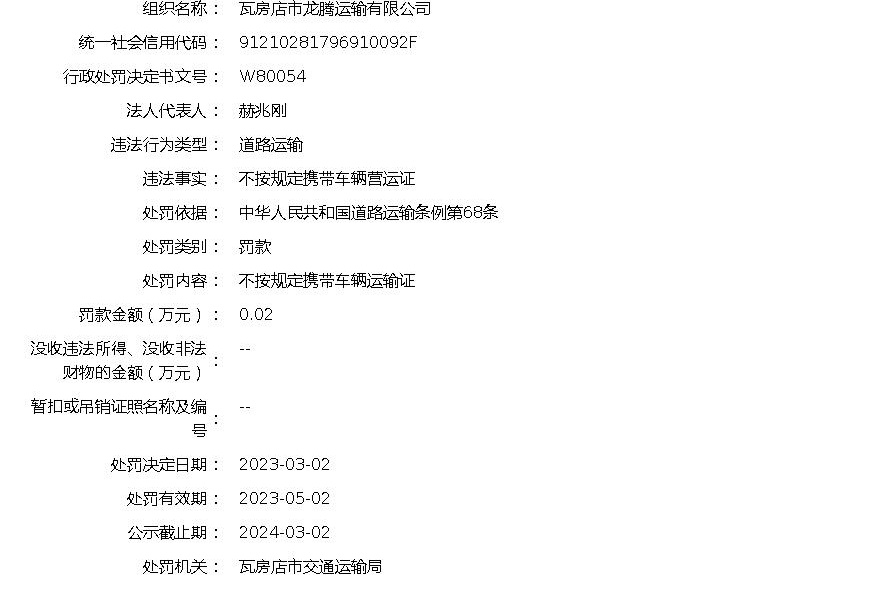 组织名称： 瓦房店市龙腾运输有限公司
统一社会信用代码： 91210281796910092F
行政处罚决定书文号： W80054
法人代表人： 赫兆刚
违法行为类型： 道路运输
违法事实： 不按规定携带车辆营运证
处罚依据： 中华人民共和国道路运输条例第68条
处罚类别： 罚款
处罚内容： 不按规定携带车辆运输证
罚款金额（万元）： 0.02
没收违法所得、没收非法
财物的金额（万元）： --
暂扣或吊销证照名称及编
号： --
处罚决定日期： 2023-03-02
处罚有效期： 2023-05-02
公示截止期： 2024-03-02
处罚机关： 瓦房店市交通运输局